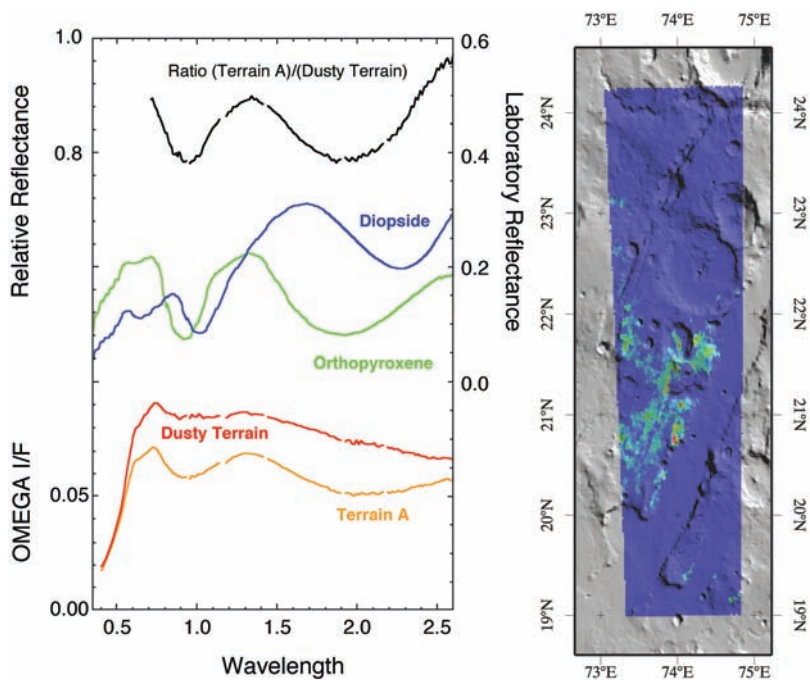 1.0
0.8
Relative Reflectance
OMEGA I/F
0.05
0.00
Ratio (Terrain A)/(Dusty Terrain)
Diopside
Orthopyroxene
Dusty Terrain
Terrain A
0.6
0.4
0.2
0.0
Laboratory Reflectance
0.5 1.0 1.5 2.0 2.5
Wavelength
73°E 74°E 75°E
24°N 24°N
23°N 23°N
22°N 22°N
21°N 21°N
20°N 20°N
19°N 19°N
73°E 74°E 75°E